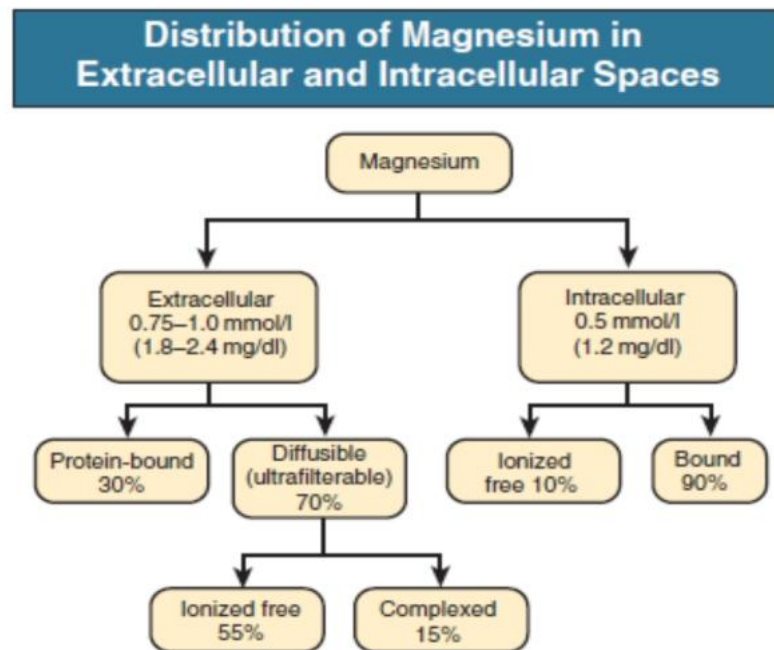 Distribution of Magnesium in
Extracellular and Intracellular Spaces
Magnesium
Extracellular
0.75–1.0 mmol/l
(1.8–2.4 mg/dl)
Intracellular
0.5 mmol/l
(1.2 mg/dl)
Protein-bound
30%
Diffusible
(ultrafilterable)
70%
Ionized
free 10%
Bound
90%
Ionized free
55%
Complexed
15%